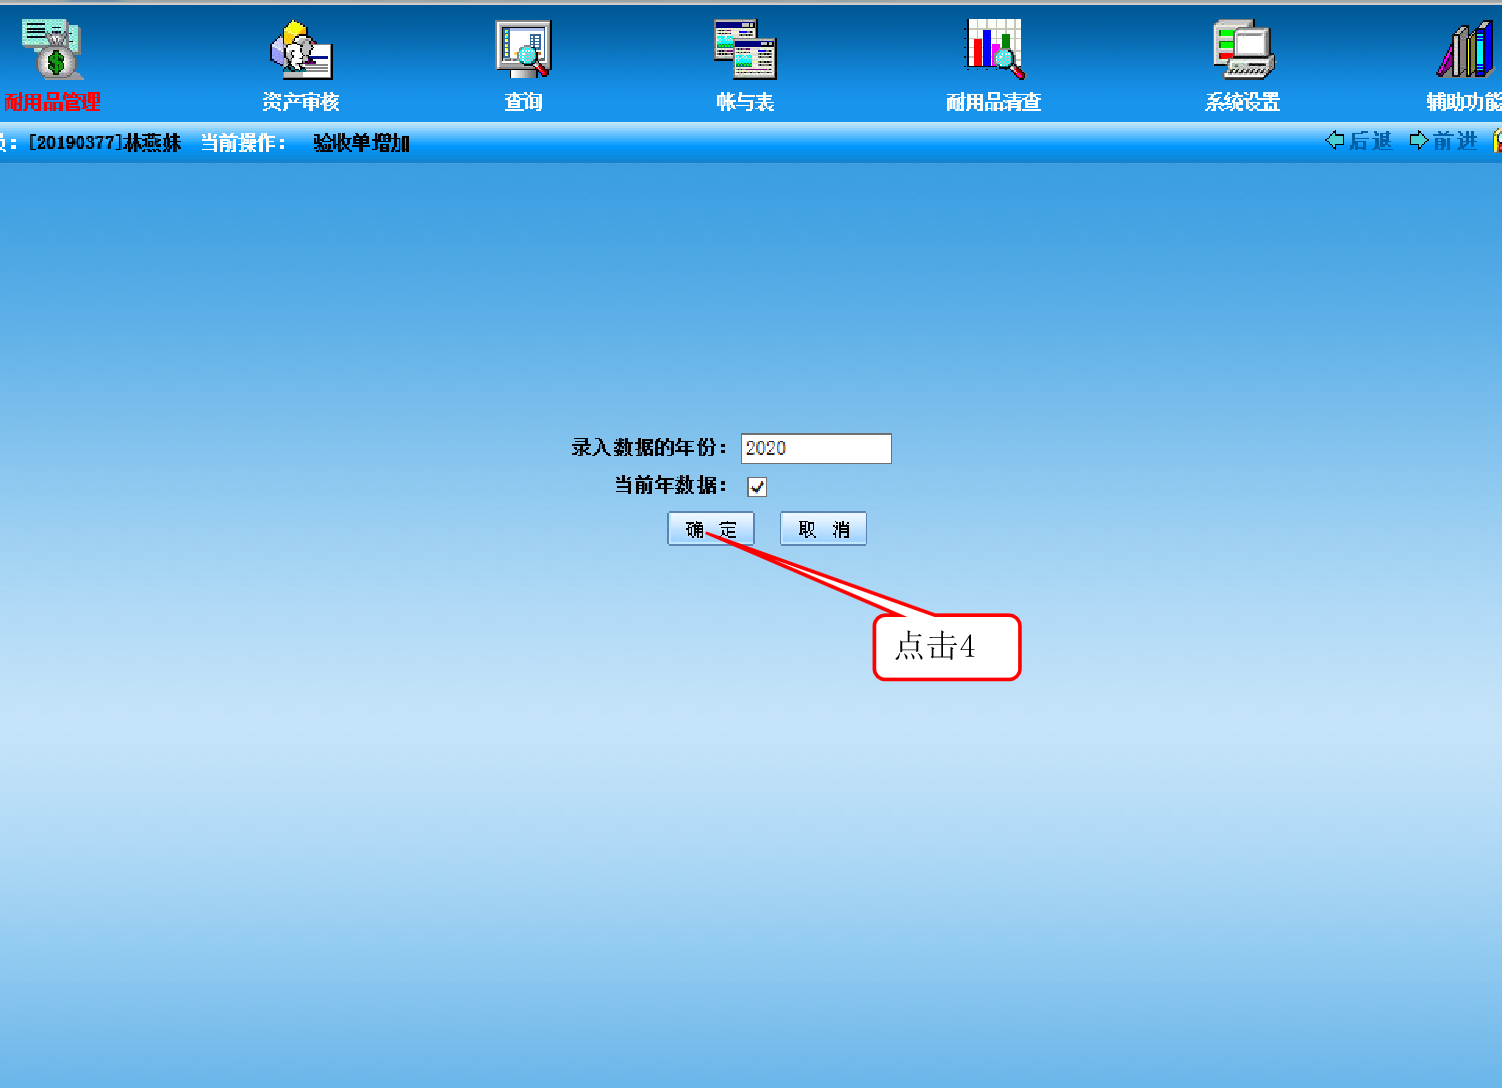 耐用品管理 资产审核 查询 帐与表 耐用品清查 系统设置 辅助功能
员：[20190377]林燕妹 当前操作： 验收单增加 后退 前进
录入数据的年份： 2020
当前年数据：
确 定 取 消
点击4